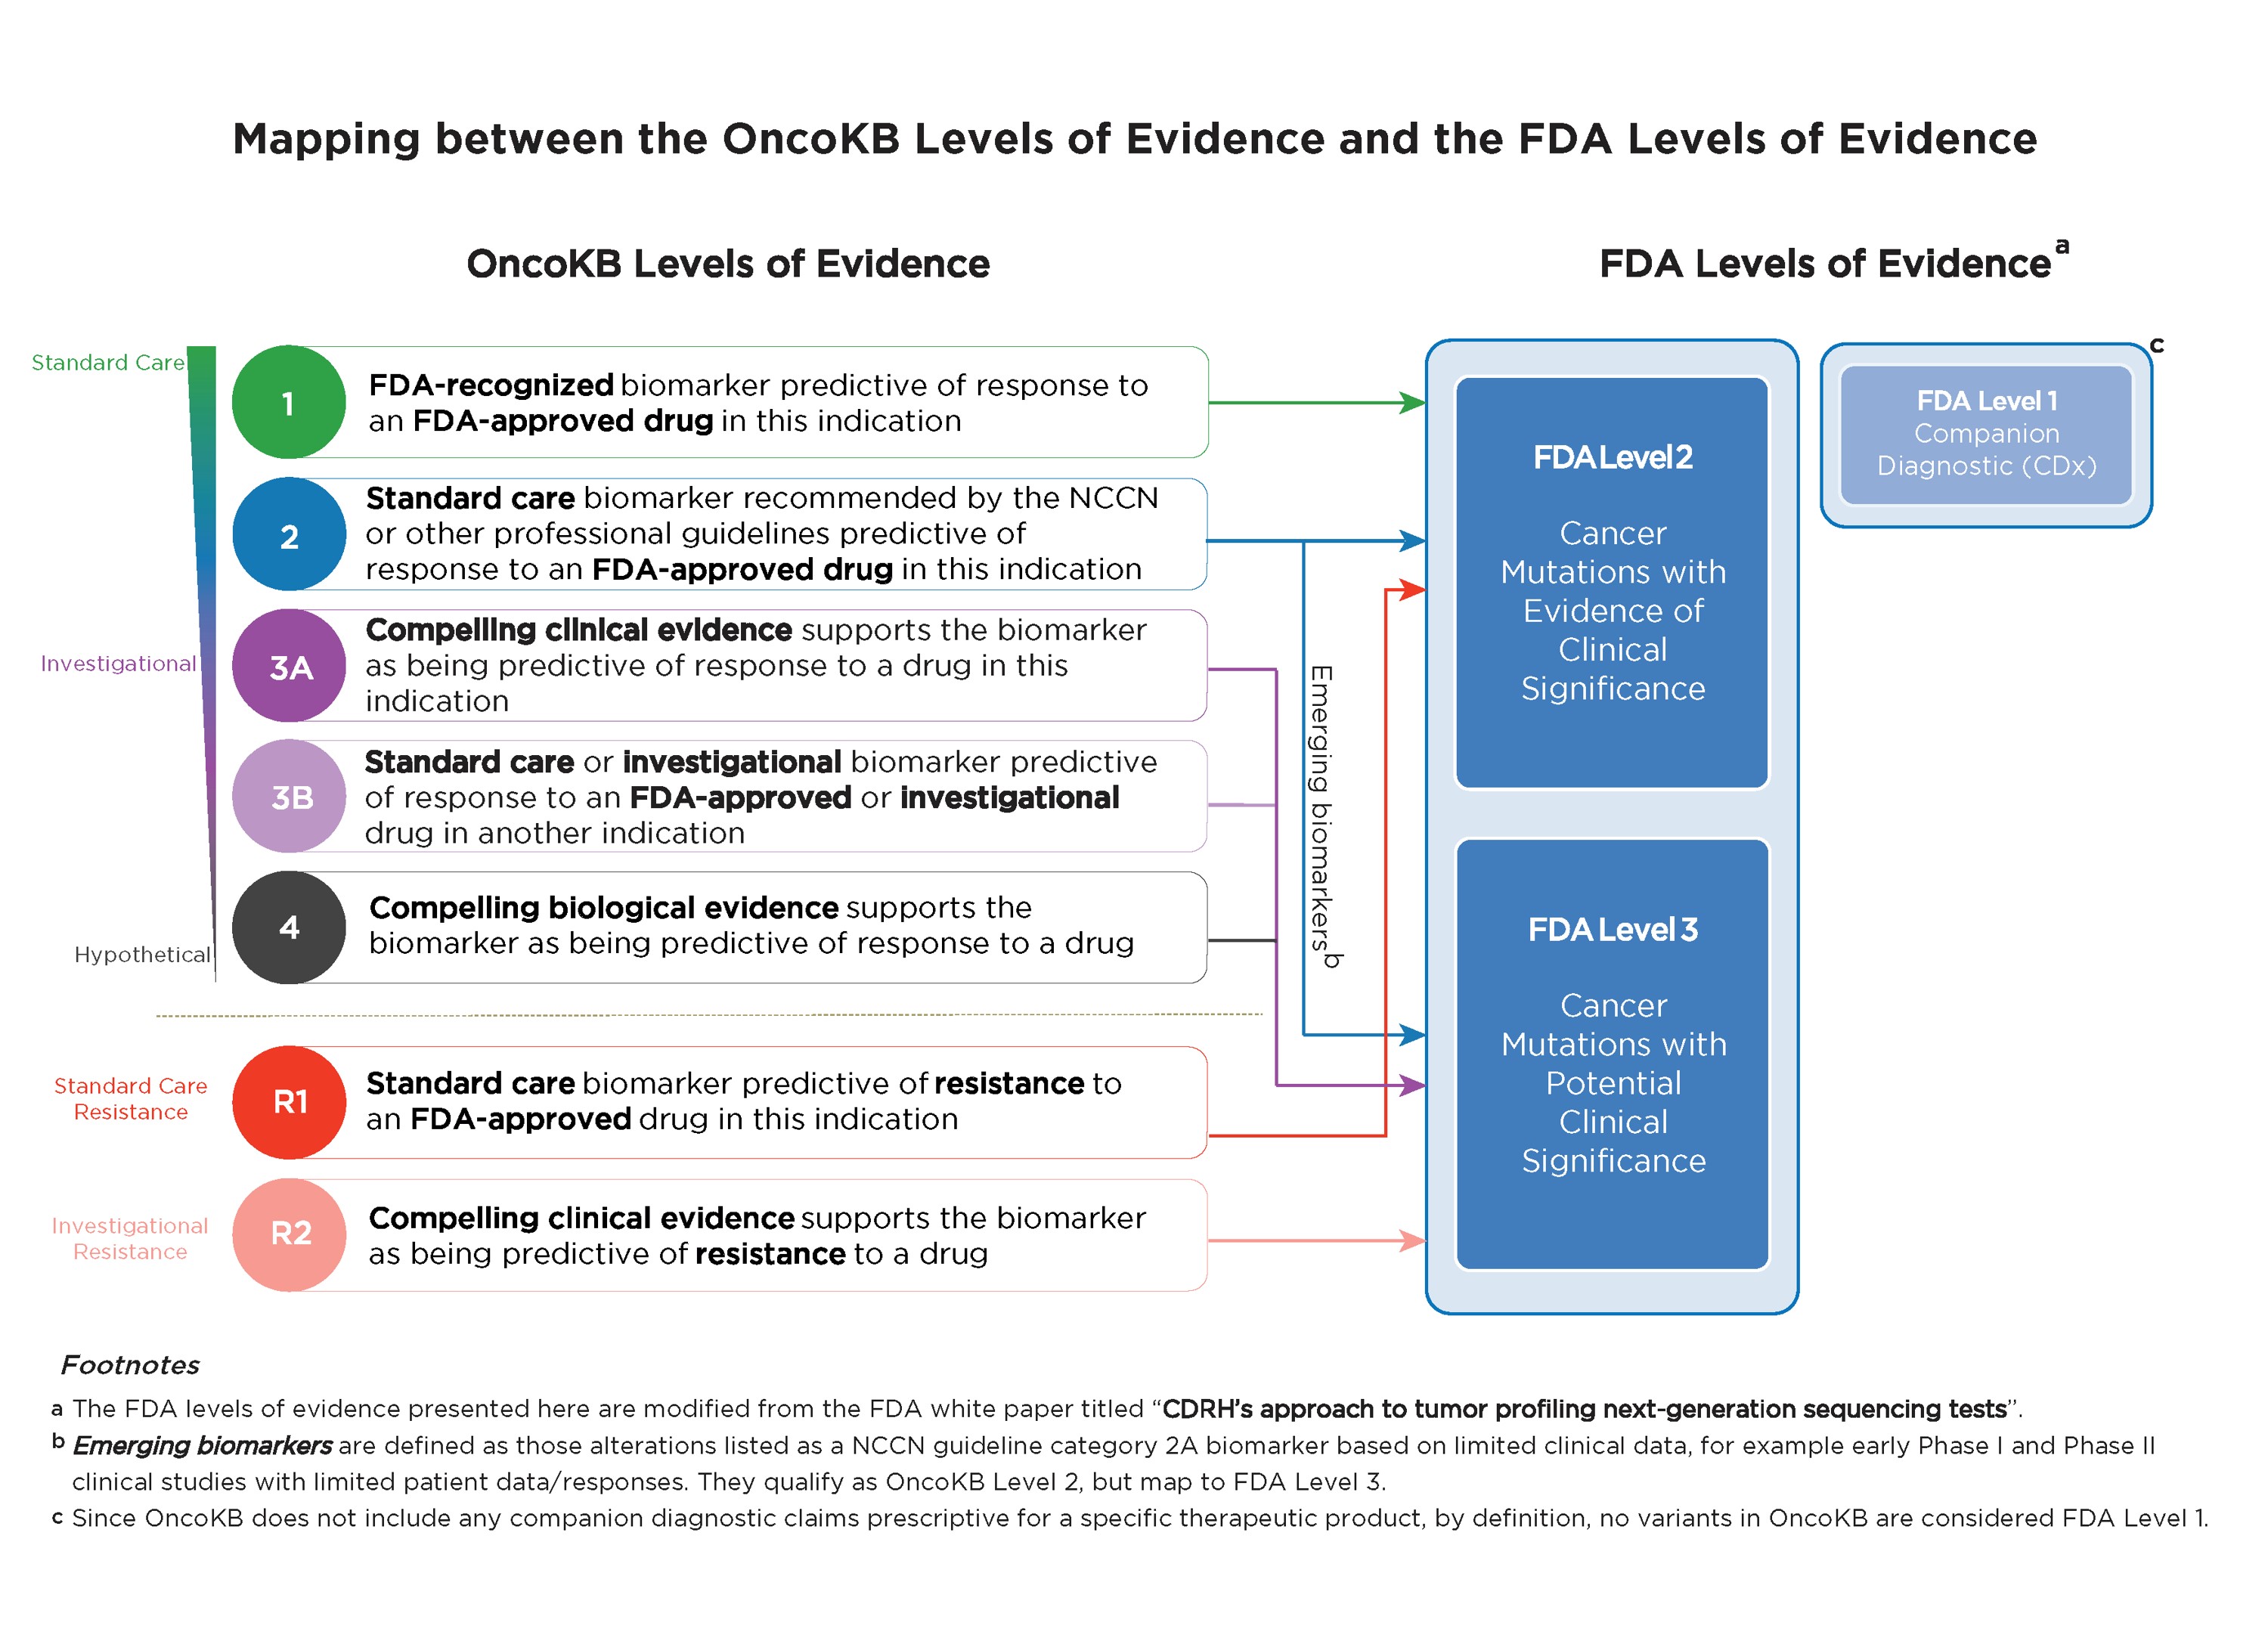 Mapping between the OncoKB Levels of Evidence and the FDA Levels of Evidence
OncoKB Levels of Evidence
FDA Levels of Evidence a
Standard Care
1
FDA-recognized biomarker predictive of response to
an FDA-approved drug in this indication
2
Standard care biomarker recommended by the NCCN
or other professional guidelines predictive of
response to an FDA-approved drug in this indication
Investigational
3A
Compelling clinical evidence supports the biomarker
as being predictive of response to a drug in this
indication
3B
Standard care or investigational biomarker predictive
of response to an FDA-approved or investigational
drug in another indication
Hypothetical
4
Compelling biological evidence supports the
biomarker as being predictive of response to a drug
Standard Care
Resistance
R1
Standard care biomarker predictive of resistance to
an FDA-approved drug in this indication
Investigational
Resistance
R2
Compelling clinical evidence supports the biomarker
as being predictive of resistance to a drug
Emerging biomarkers b
FDA Level 2
Cancer
Mutations with
Evidence of
Clinical
Significance
FDA Level 3
Cancer
Mutations with
Potential
Clinical
Significance
c
FDA Level 1
Companion
Diagnostic (CDx)
Footnotes
a The FDA levels of evidence presented here are modified from the FDA white paper titled “CDRH’s approach to tumor profiling next-generation sequencing tests”.
b Emerging biomarkers are defined as those alterations listed as a NCCN guideline category 2A biomarker based on limited clinical data, for example early Phase I and Phase II
clinical studies with limited patient data/responses. They qualify as OncoKB Level 2, but map to FDA Level 3.
c Since OncoKB does not include any companion diagnostic claims prescriptive for a specific therapeutic product, by definition, no variants in OncoKB are considered FDA Level 1.